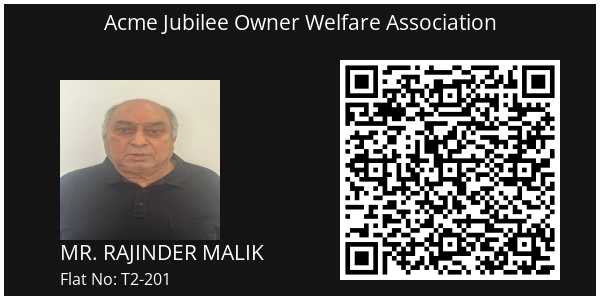 Acme Jubilee Owner Welfare Association
MR. RAJINDER MALIK
Flat No: T2-201